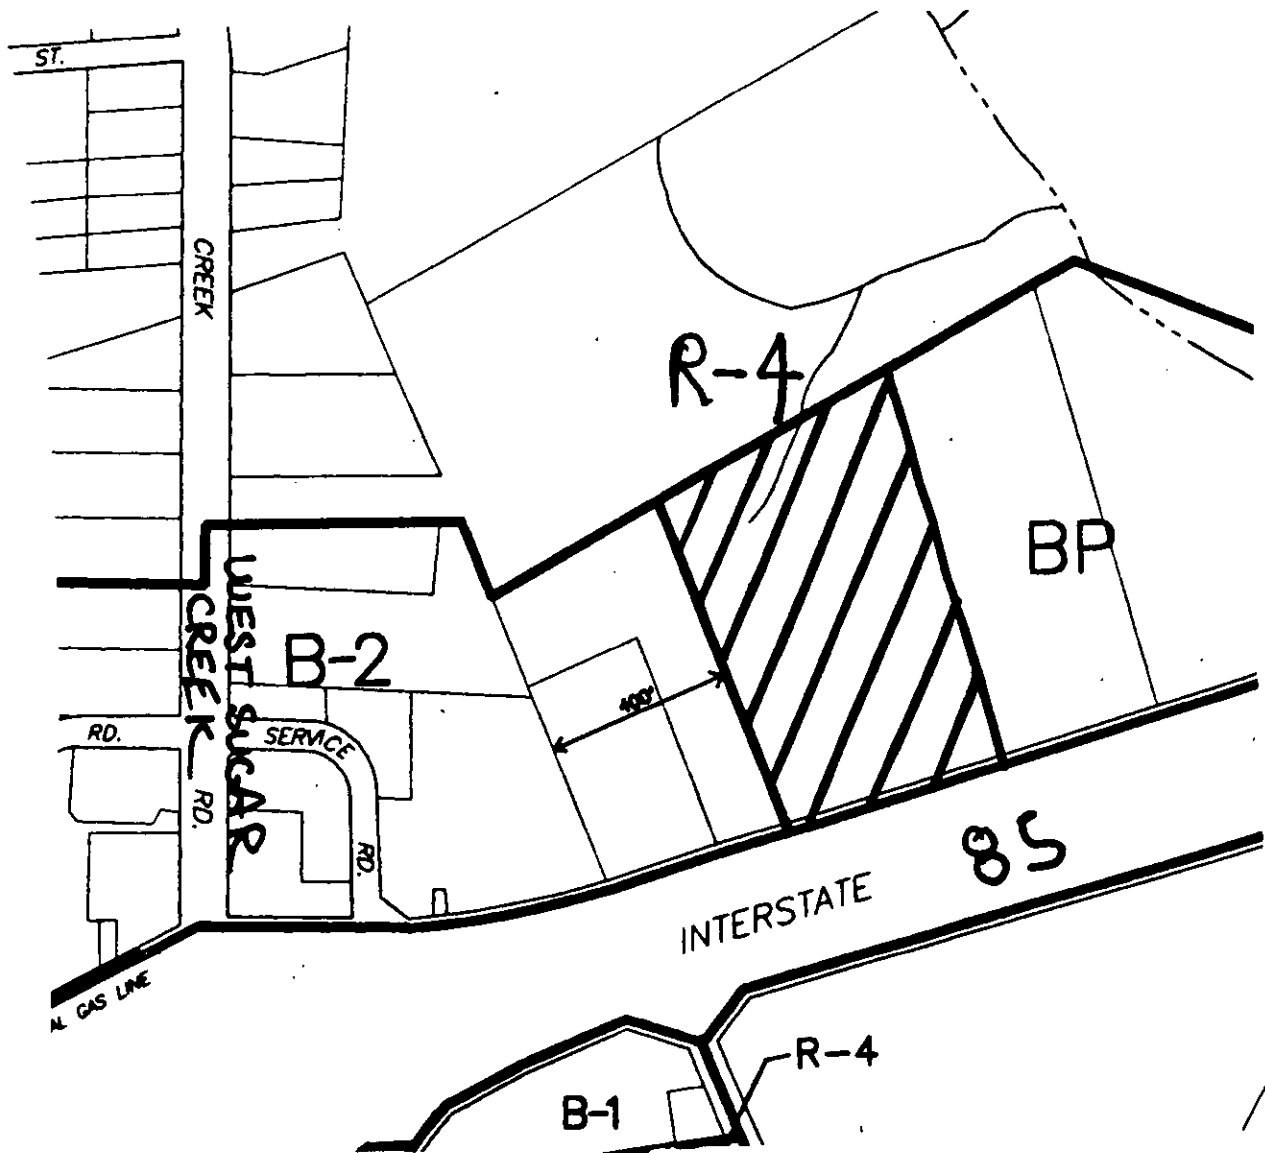 ST.
CREEK
R-4
BP
WEST SUGAR
CREEK
B-2
400'
RD.
SERVICE
RD.
RD.
85
INTERSTATE
AL GAS LINE
R-4
B-1